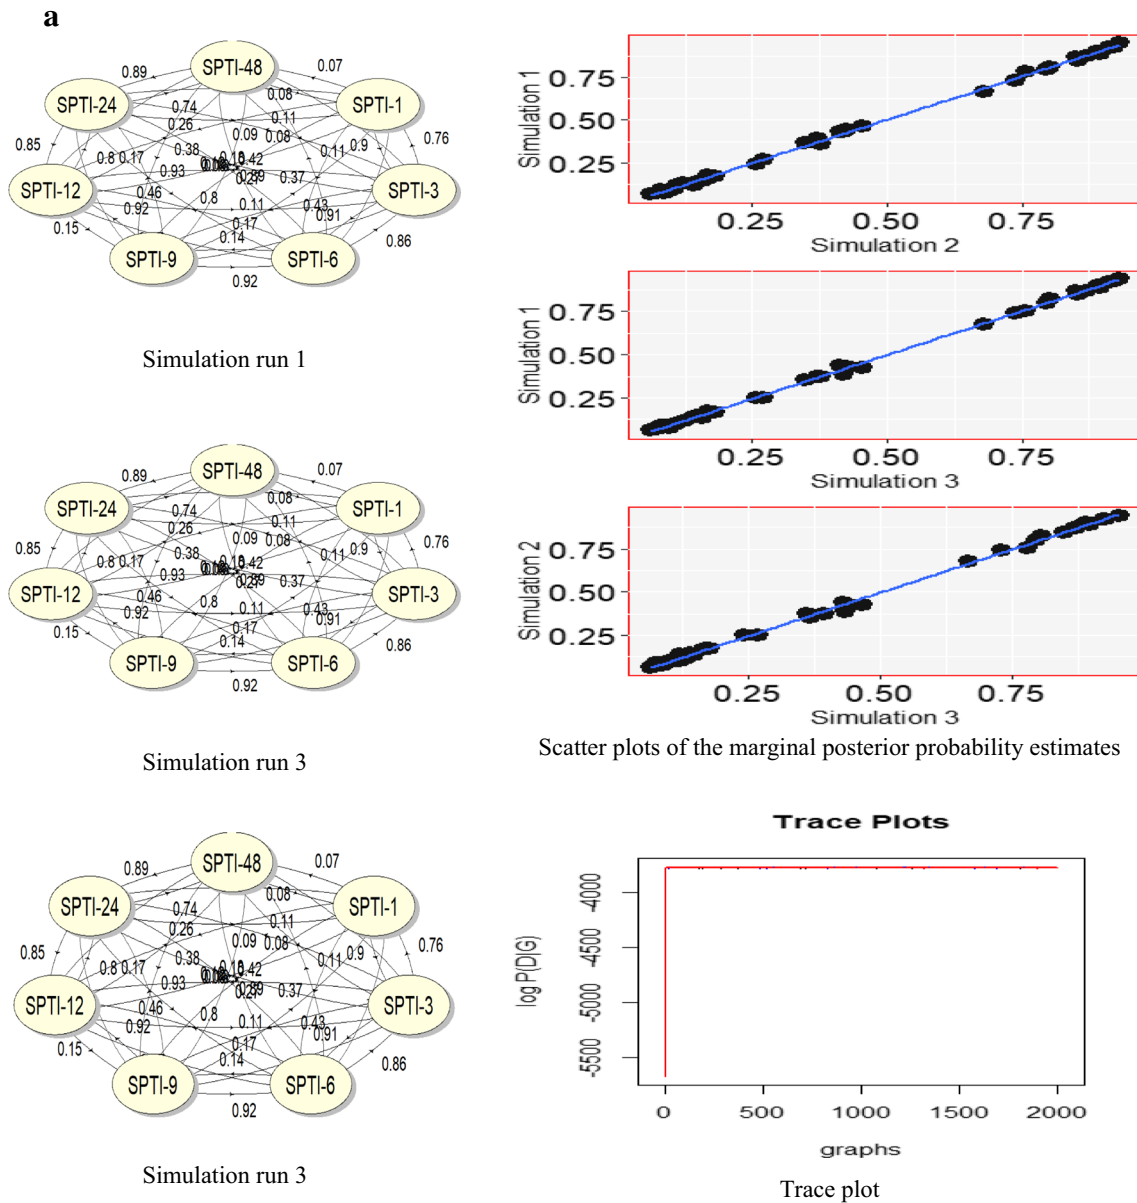 a
SPTI-48
0.89
0.07
SPTI-24
SPTI-1
0.74
0.08
0.26
0.11
0.85
0.09
0.08
0.76
0.8
0.17
0.38
0.42
0.11
0.9
0.93
SPTI-12
0.27
0.37
SPTI-3
0.46
0.8
0.92
0.11
0.43
0.91
0.15
0.17
0.86
0.14
SPTI-9
SPTI-6
0.92
Simulation run 1
SPTI-48
0.89
0.07
SPTI-24
SPTI-1
0.74
0.08
0.26
0.11
0.85
0.09
0.08
0.76
0.8
0.17
0.38
0.42
0.11
0.9
0.93
SPTI-12
0.27
0.37
SPTI-3
0.46
0.8
0.92
0.11
0.43
0.91
0.15
0.17
0.86
0.14
SPTI-9
SPTI-6
0.92
Simulation run 3
SPTI-48
0.89
0.07
SPTI-24
SPTI-1
0.74
0.08
0.26
0.11
0.85
0.09
0.08
0.76
0.8
0.17
0.38
0.42
0.11
0.9
0.93
SPTI-12
0.27
0.37
SPTI-3
0.46
0.8
0.92
0.11
0.43
0.91
0.15
0.17
0.86
0.14
SPTI-9
SPTI-6
0.92
Simulation run 3
Simulation 1
0.75
0.50
0.25
0.25 0.50 0.75
Simulation 2
Simulation 1
0.75
0.50
0.25
0.25 0.50 0.75
Simulation 3
Simulation 2
0.75
0.50
0.25
0.25 0.50 0.75
Simulation 3
Scatter plots of the marginal posterior probability estimates
Trace Plots
logP(D|G)
-4000
-4500
-5000
-5500
0 500 1000 1500 2000
graphs
Trace plot